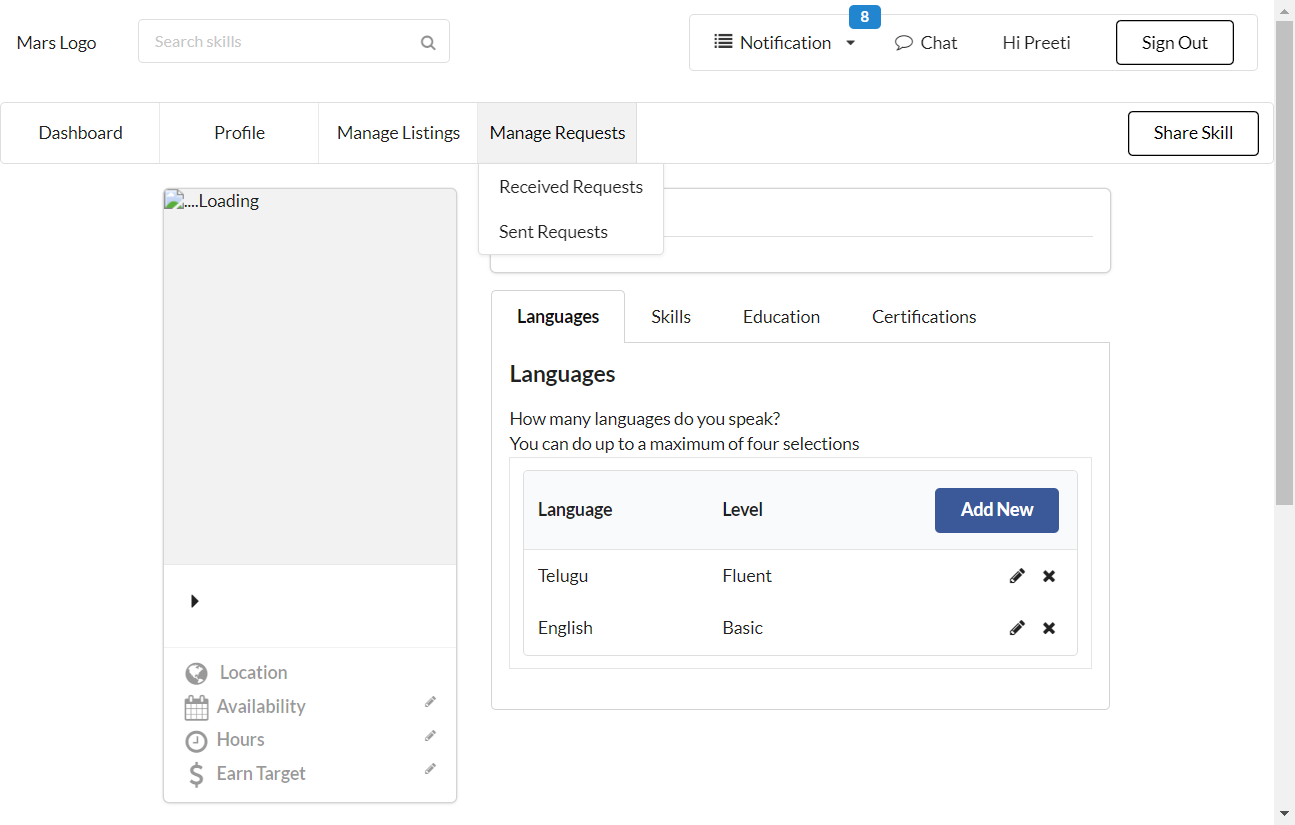 Mars Logo
Search skills
Notification
8
Chat
Hi Preeti
Sign Out
Dashboard
Profile
Manage Listings
Manage Requests
Share Skill
Received Requests
Sent Requests
....Loading
Location
Availability
Hours
Earn Target
Languages
Skills
Education
Certifications
Languages
How many languages do you speak?
You can do up to a maximum of four selections
Language Level Add New
Telugu Fluent
English Basic